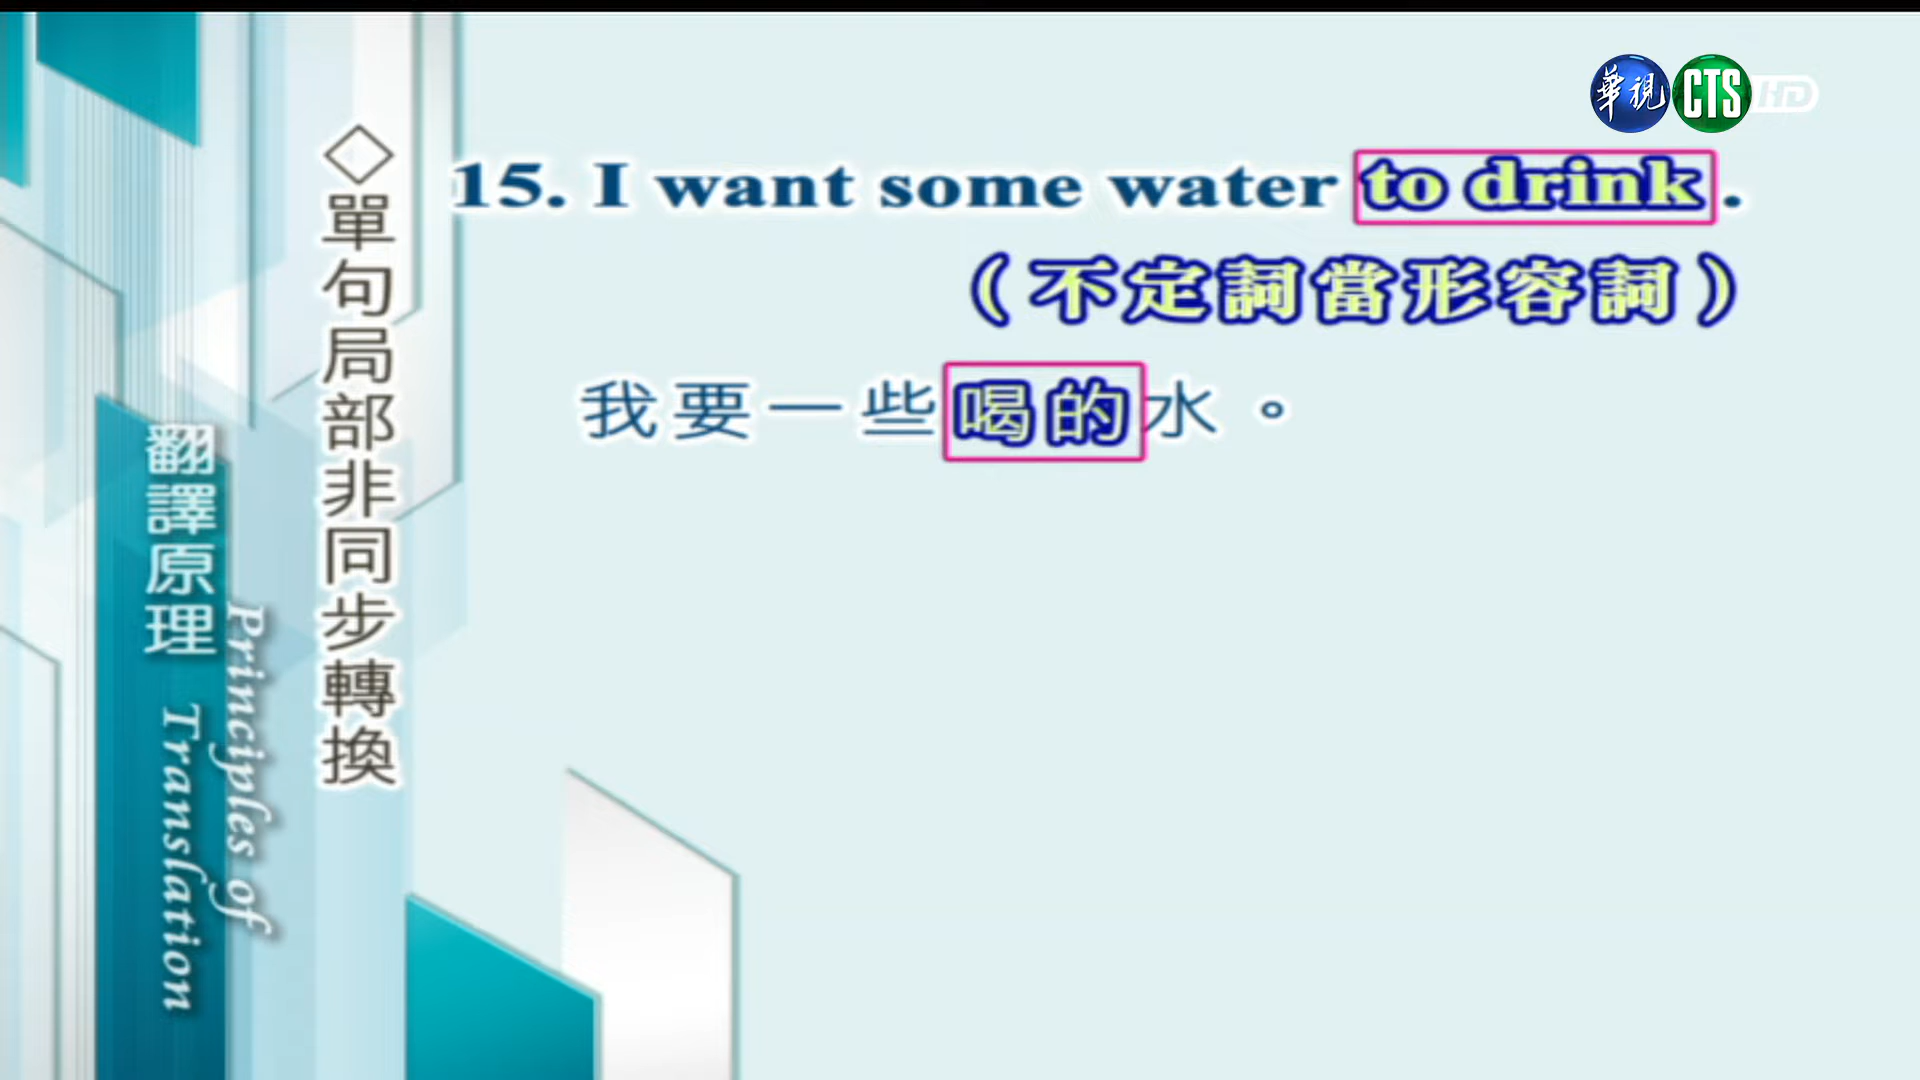 華視 CTS HD
◇單句局部非同步轉換
15. I want some water to drink.
（不定詞當形容詞）
我要一些喝的水。
翻譯原理
Principles of
Translation